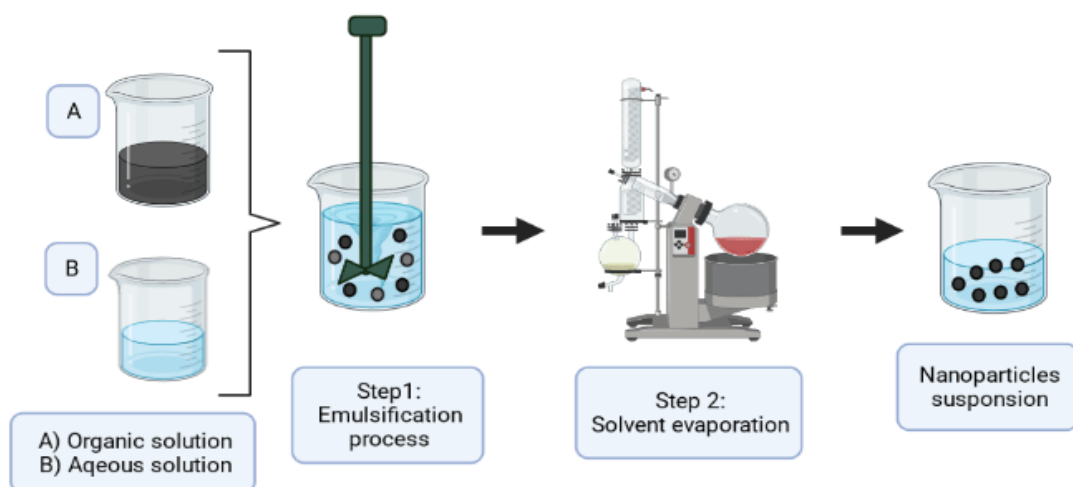 A
B
A) Organic solution
B) Aqeous solution
Step1:
Emulsification
process
Step 2:
Solvent evaporation
Nanoparticles
susponsion